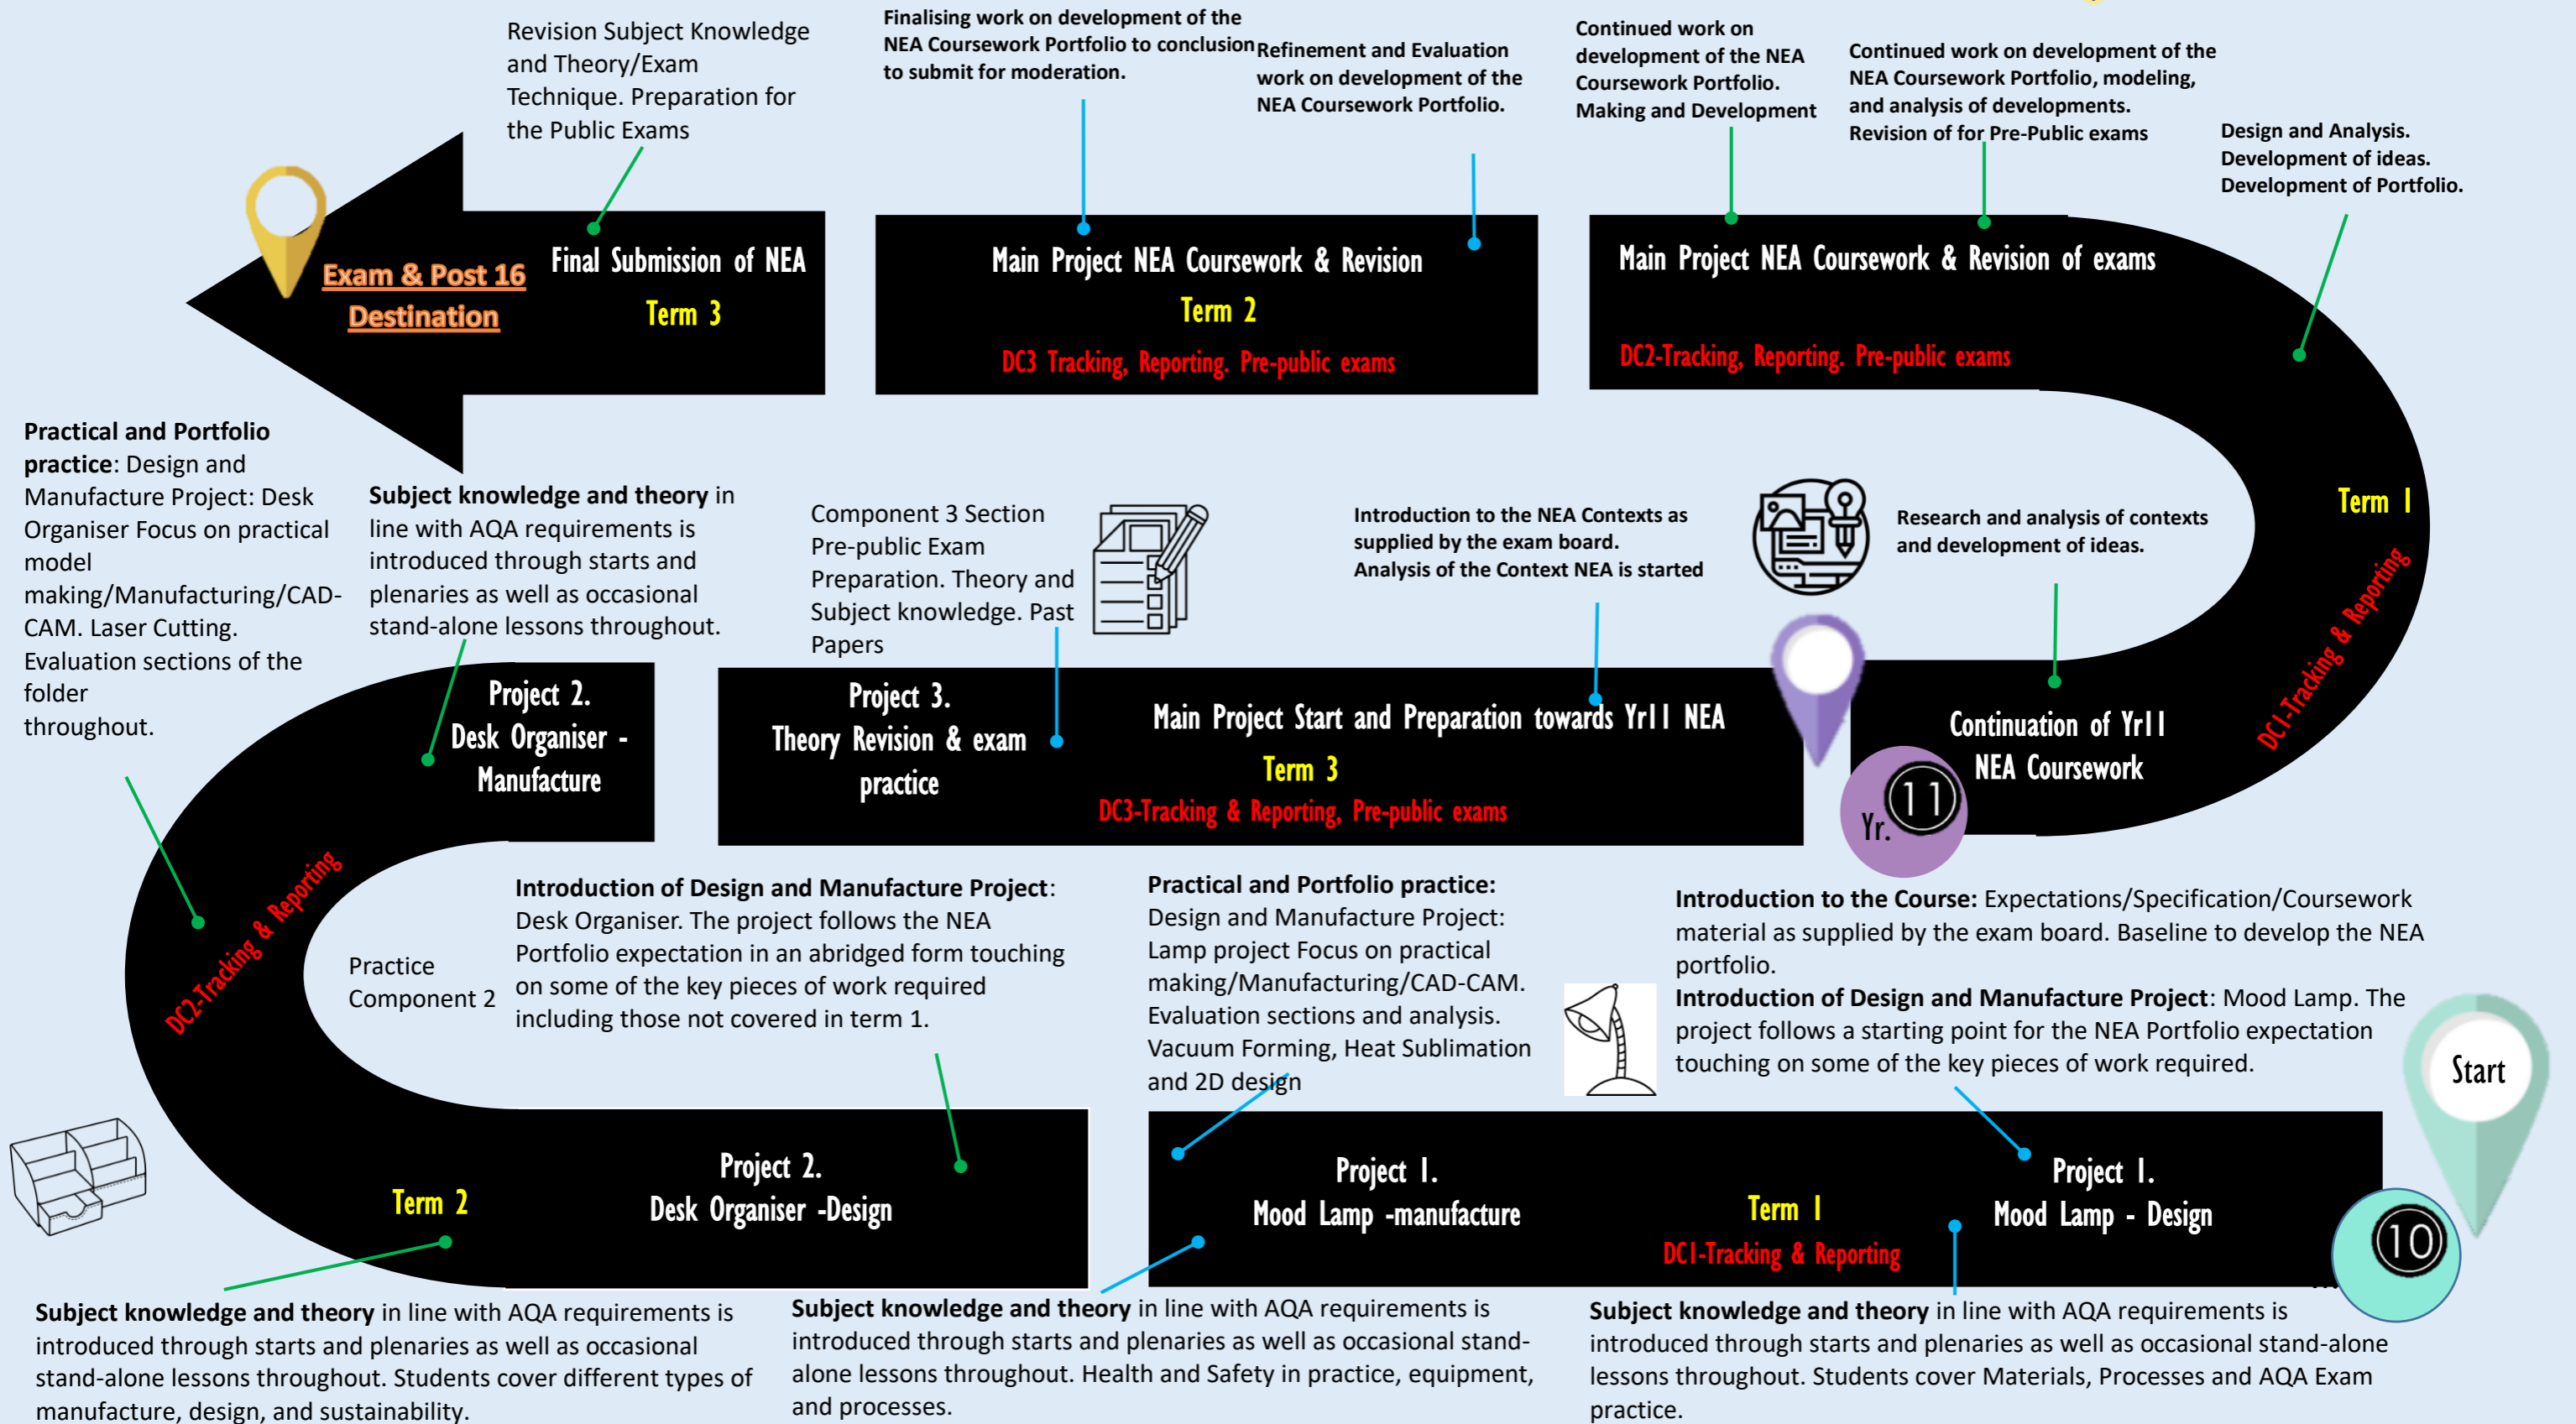 Revision Subject Knowledge
and Theory/Exam
Technique. Preparation for
the Public Exams
Finalising work on development of the
NEA Coursework Portfolio to conclusion
to submit for moderation.
Refinement and Evaluation
work on development of the
NEA Coursework Portfolio.
Continued work on
development of the NEA
Coursework Portfolio.
Making and Development
Continued work on development of the
NEA Coursework Portfolio, modeling,
and analysis of developments.
Revision of for Pre-Public exams
Design and Analysis.
Development of ideas.
Development of Portfolio.
Exam & Post 16
Destination
Final Submission of NEA
Term 3
Main Project NEA Coursework & Revision
Term 2
DC3 Tracking, Reporting. Pre-public exams
Main Project NEA Coursework & Revision of exams
DC2-Tracking, Reporting. Pre-public exams
Term 1
DC1-Tracking & Reporting
Practical and Portfolio
practice: Design and
Manufacture Project: Desk
Organiser Focus on practical
model
making/Manufacturing/CAD-
CAM. Laser Cutting.
Evaluation sections of the
folder
throughout.
Subject knowledge and theory in
line with AQA requirements is
introduced through starts and
plenaries as well as occasional
stand-alone lessons throughout.
Component 3 Section
Pre-public Exam
Preparation. Theory and
Subject knowledge. Past
Papers
Introduction to the NEA Contexts as
supplied by the exam board.
Analysis of the Context NEA is started
Research and analysis of contexts
and development of ideas.
Project 2.
Desk Organiser -
Manufacture
Project 3.
Theory Revision & exam
practice
Main Project Start and Preparation towards Yr11 NEA
Term 3
DC3-Tracking & Reporting, Pre-public exams
Continuation of Yr11
NEA Coursework
Yr. 11
DC2-Tracking & Reporting
Practice
Component 2
Introduction of Design and Manufacture Project:
Desk Organiser. The project follows the NEA
Portfolio expectation in an abridged form touching
on some of the key pieces of work required
including those not covered in term 1.
Practical and Portfolio practice:
Design and Manufacture Project:
Lamp project Focus on practical
making/Manufacturing/CAD-CAM.
Evaluation sections and analysis.
Vacuum Forming, Heat Sublimation
and 2D design
Introduction to the Course: Expectations/Specification/Coursework
material as supplied by the exam board. Baseline to develop the NEA
portfolio.
Introduction of Design and Manufacture Project: Mood Lamp. The
project follows a starting point for the NEA Portfolio expectation
touching on some of the key pieces of work required.
Start
Term 2
Project 2.
Desk Organiser -Design
Project 1.
Mood Lamp -manufacture
Term 1
DC1-Tracking & Reporting
Project 1.
Mood Lamp - Design
10
Subject knowledge and theory in line with AQA requirements is
introduced through starts and plenaries as well as occasional
stand-alone lessons throughout. Students cover different types of
manufacture, design, and sustainability.
Subject knowledge and theory in line with AQA requirements is
introduced through starts and plenaries as well as occasional stand-
alone lessons throughout. Health and Safety in practice, equipment,
and processes.
Subject knowledge and theory in line with AQA requirements is
introduced through starts and plenaries as well as occasional stand-alone
lessons throughout. Students cover Materials, Processes and AQA Exam
practice.